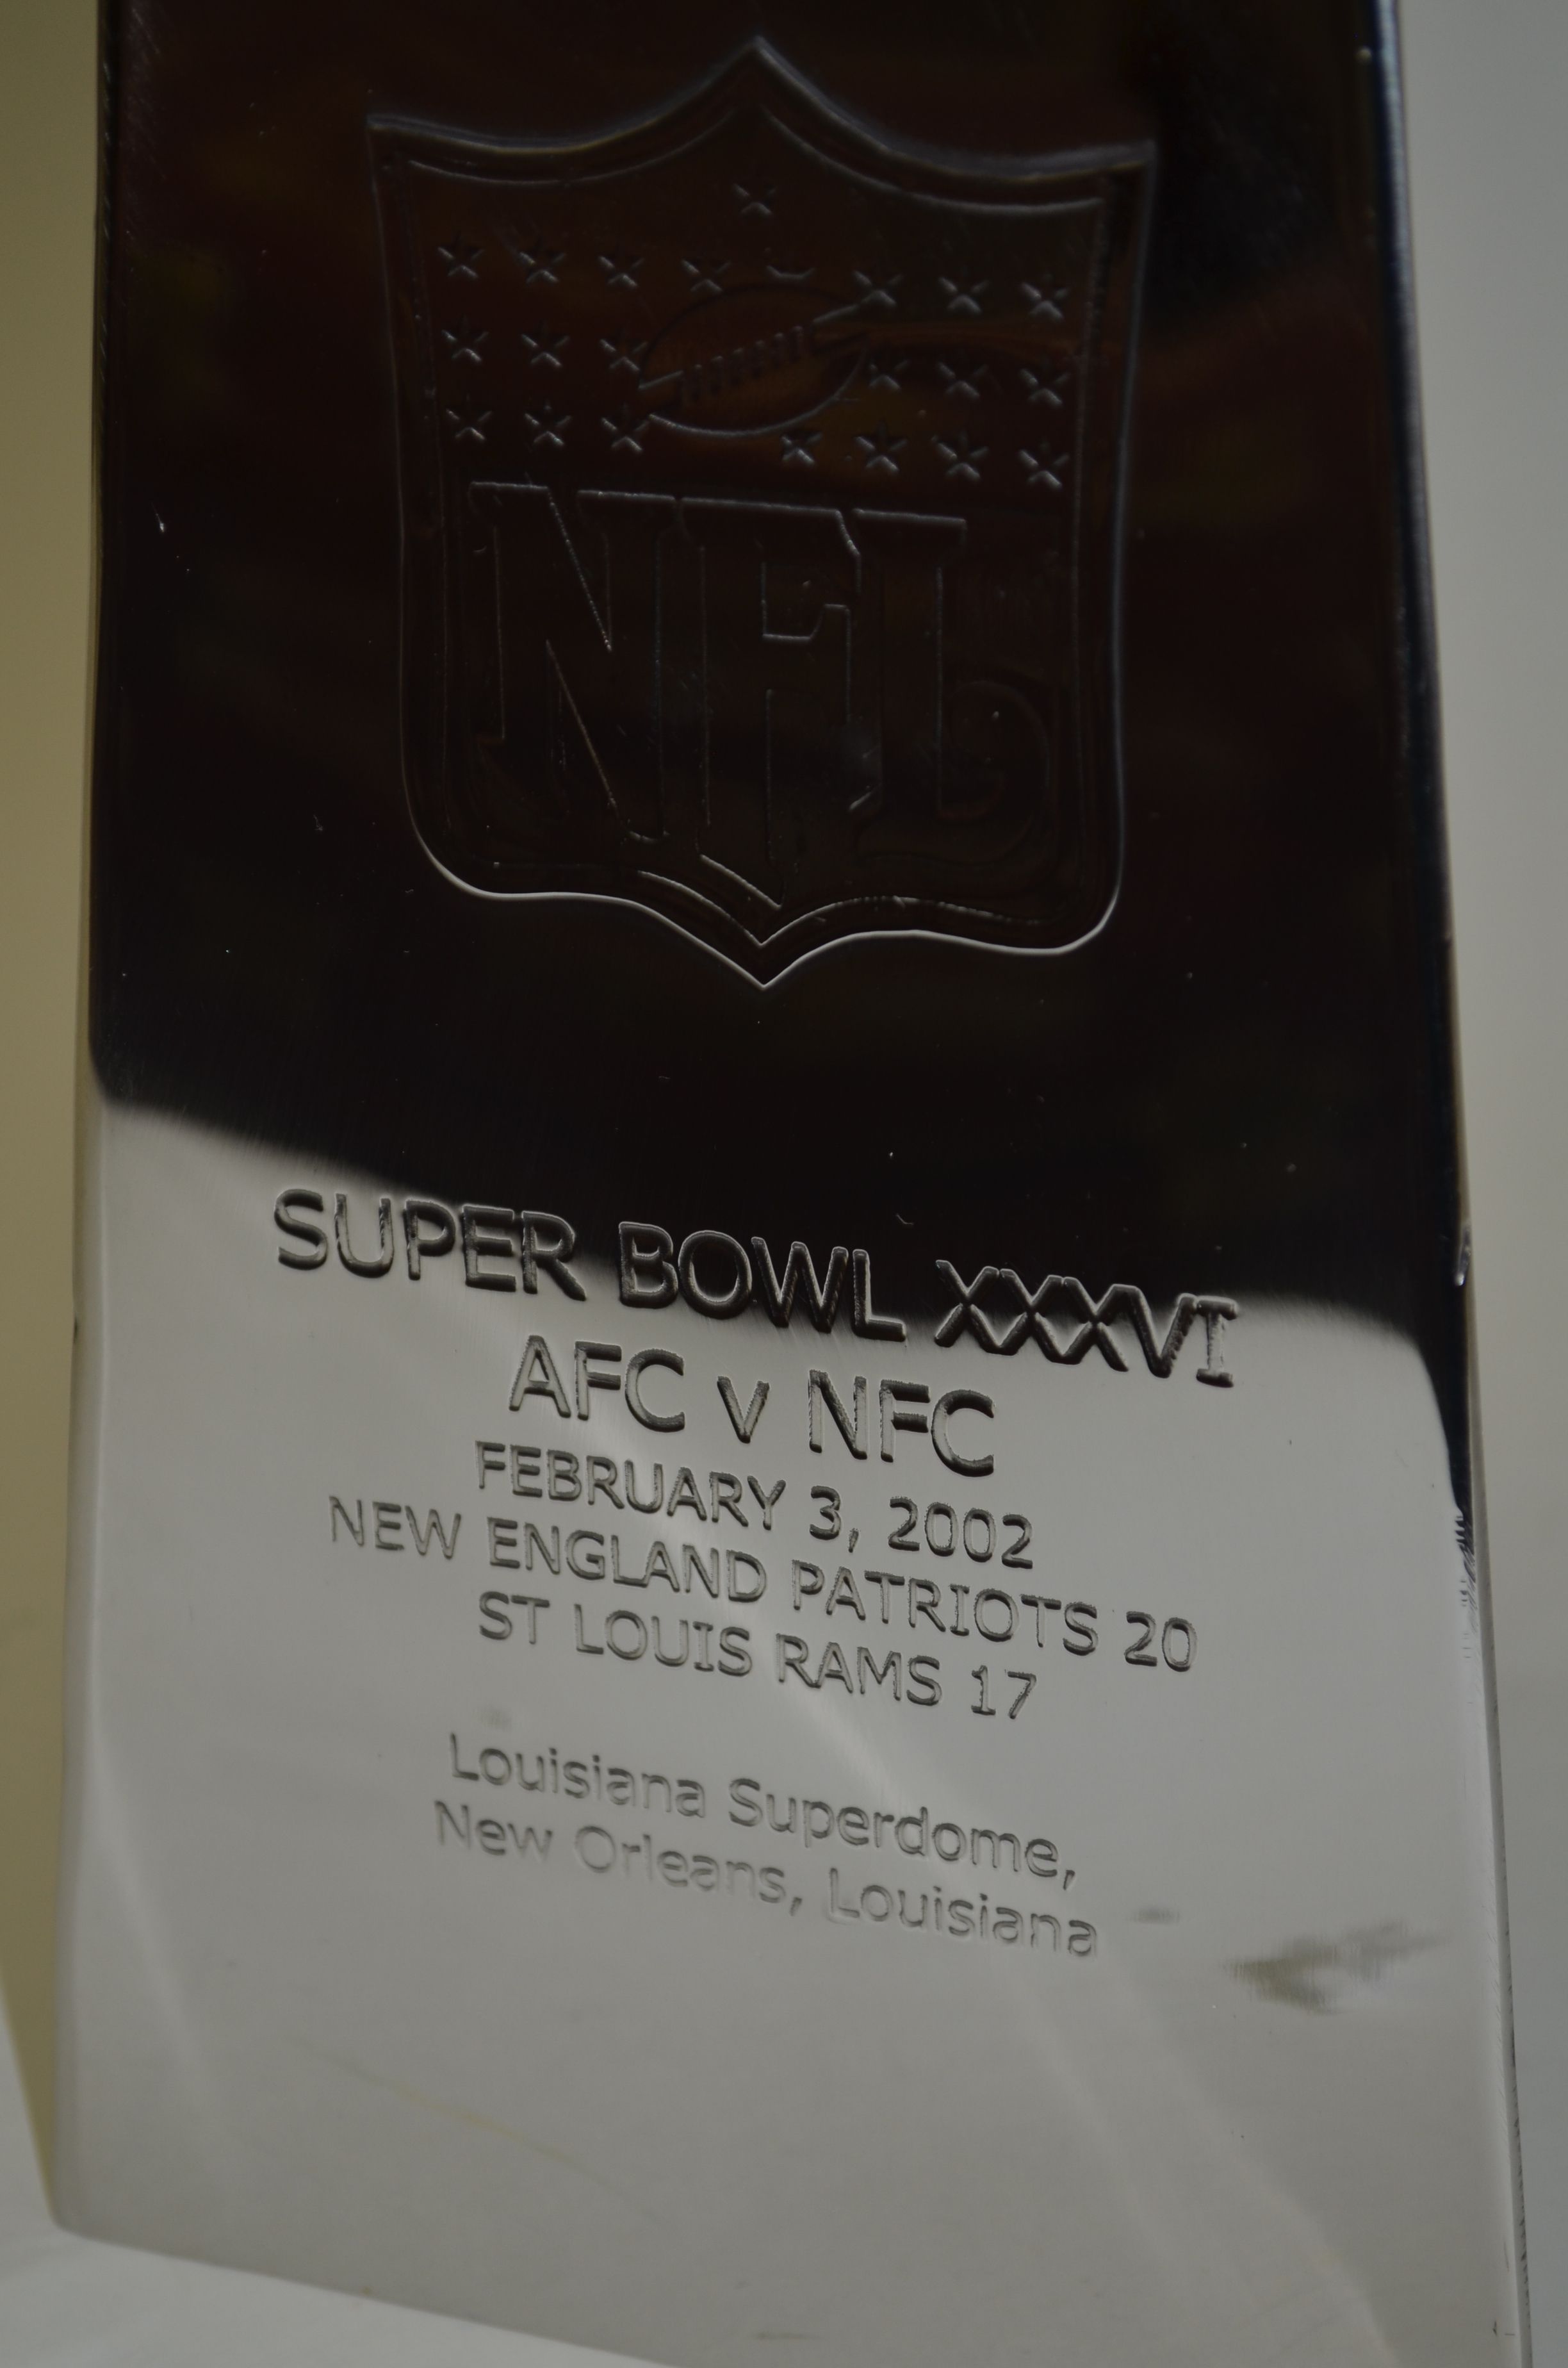 NFL
SUPER BOWL XXXVI
AFC v NFC
FEBRUARY 3, 2002
NEW ENGLAND PATRIOTS 20
ST LOUIS RAMS 17
Louisiana Superdome,
New Orleans, Louisiana